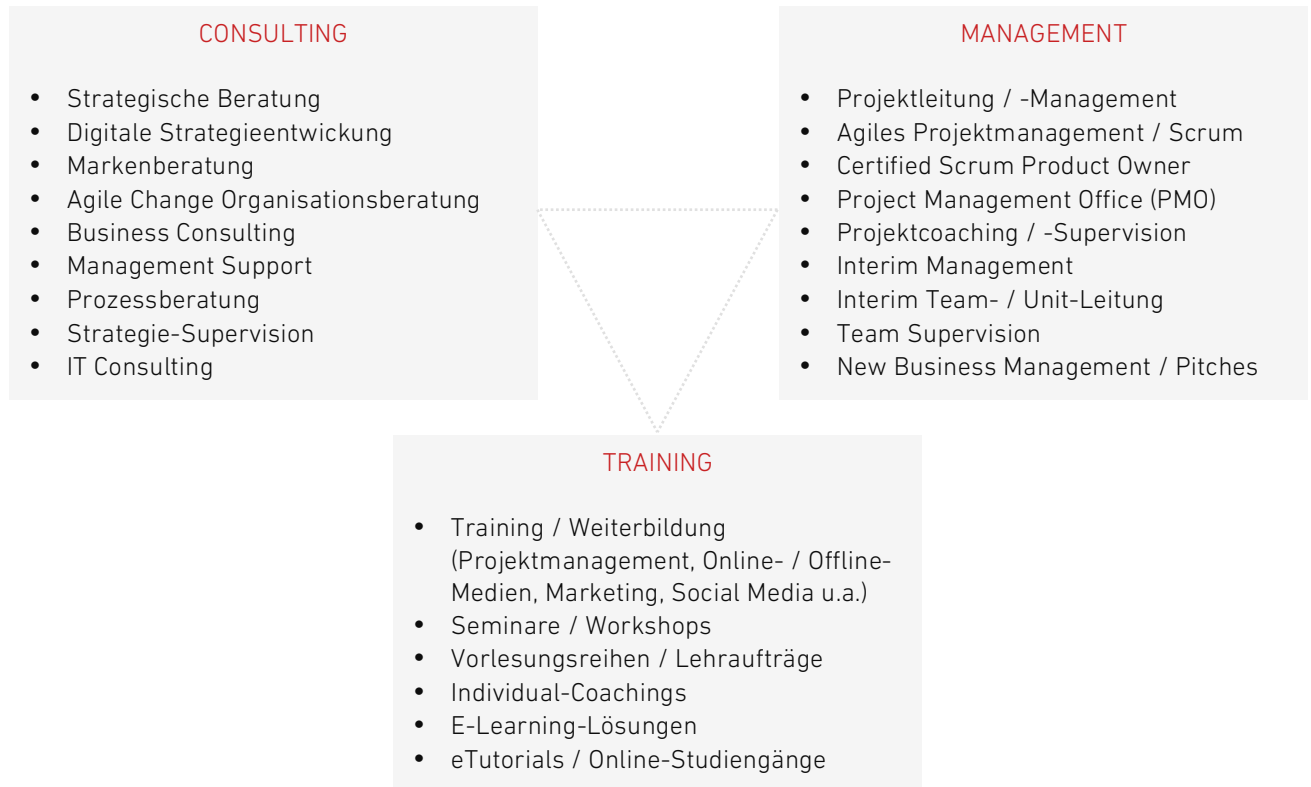 CONSULTING
• Strategische Beratung
• Digitale Strategieentwickung
• Markenberatung
• Agile Change Organisationsberatung
• Business Consulting
• Management Support
• Prozessberatung
• Strategie-Supervision
• IT Consulting
MANAGEMENT
• Projektleitung / -Management
• Agiles Projektmanagement / Scrum
• Certified Scrum Product Owner
• Project Management Office (PMO)
• Projektcoaching / -Supervision
• Interim Management
• Interim Team- / Unit-Leitung
• Team Supervision
• New Business Management / Pitches
TRAINING
• Training / Weiterbildung
(Projektmanagement, Online- / Offline-
Medien, Marketing, Social Media u.a.)
• Seminare / Workshops
• Vorlesungsreihen / Lehraufträge
• Individual-Coachings
• E-Learning-Lösungen
• eTutorials / Online-Studiengänge